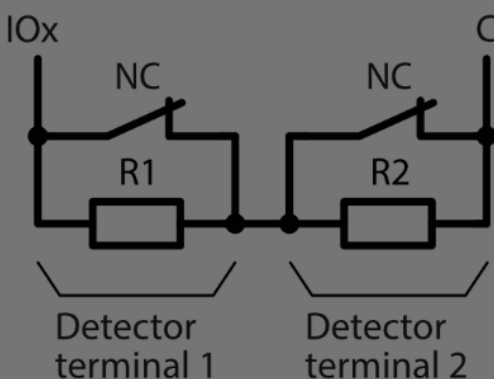 IOx
C
NC
NC
R1
R2
Detector
terminal 1
Detector
terminal 2